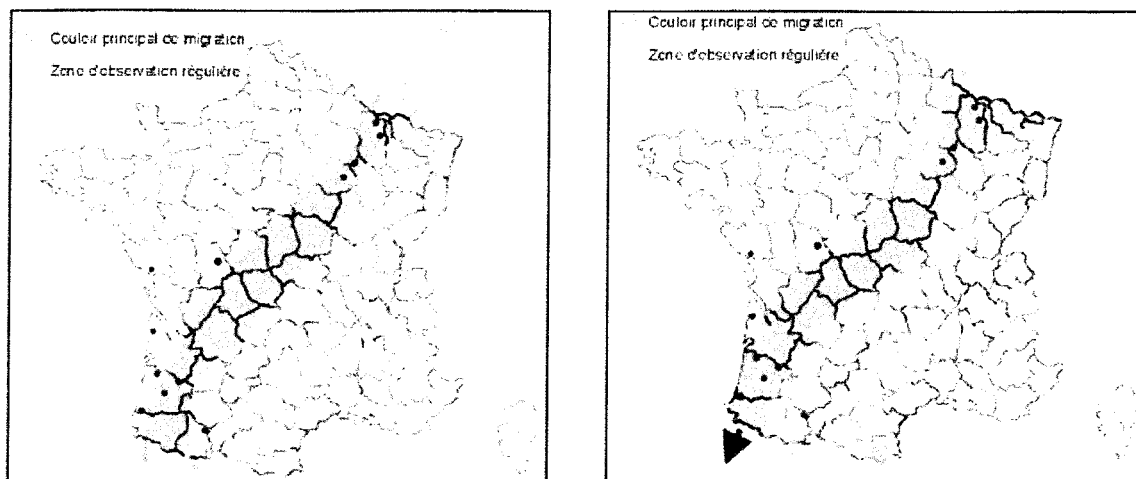 Couloir principal de migration
Zone d'observation régulière
Couloir principal de migration
Zone d'observation régulière